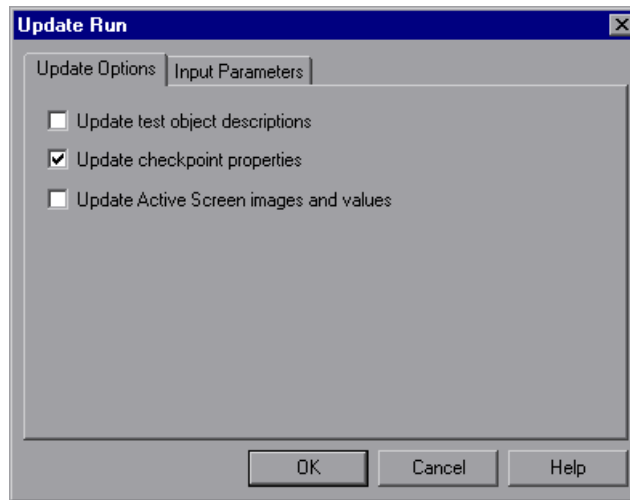 Update Run
Update Options Input Parameters
Update test object descriptions
Update checkpoint properties
Update Active Screen images and values
OK Cancel Help